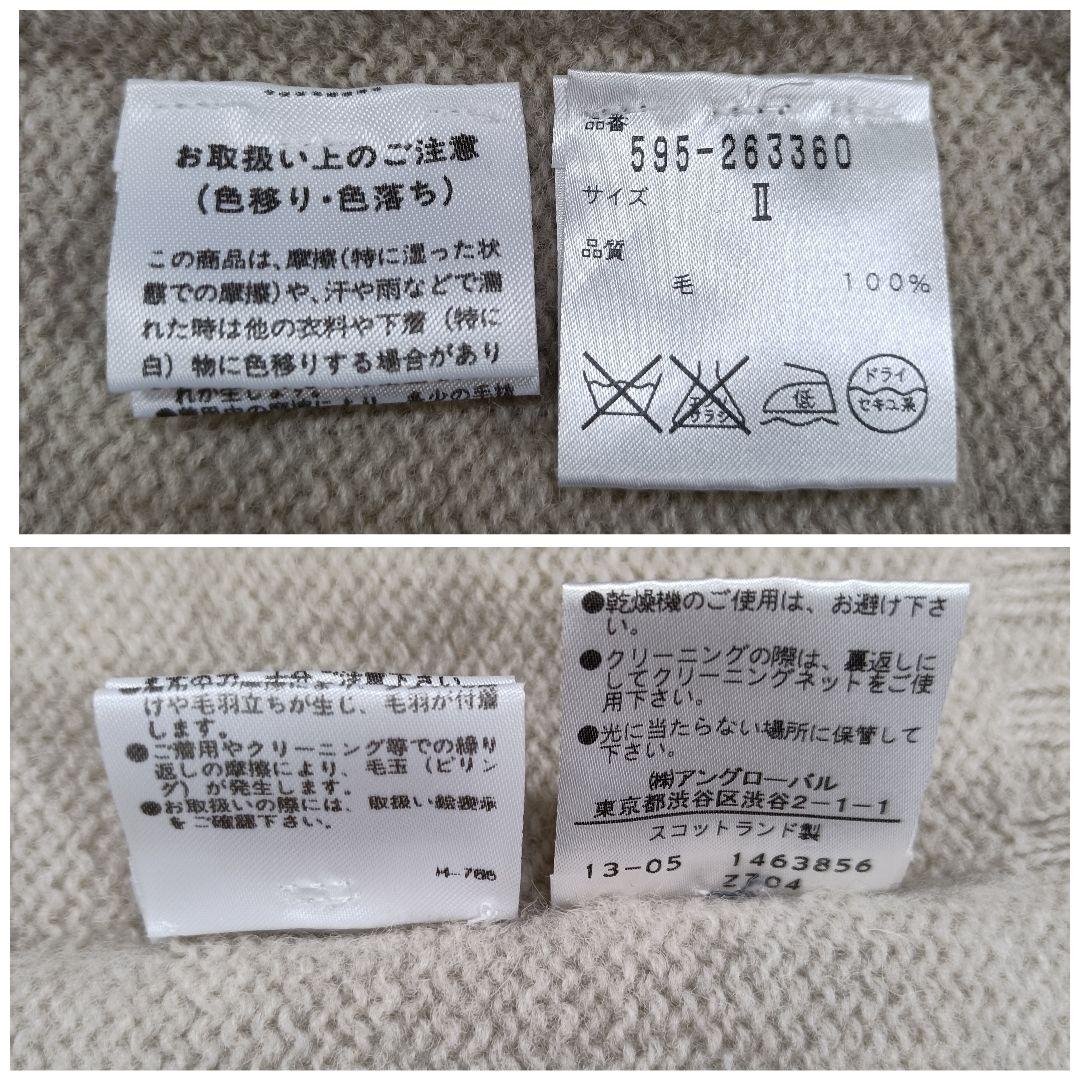 お取扱い上のご注意
(色移り・色落ち)
この商品は、摩擦(特に湿った状
態での摩擦)や、汗や雨などで濡
れた時は他の衣料や下着(特に
白)物に色移りする場合があり
品番
595-263360
サイズ
II
品質
毛 100%
低
ドライ
セキユ系
けや毛羽立ちが生じ、毛羽が付着
します。
●ご着用やクリーニング等での繰り
返しの摩擦により、毛玉(ピリン
グ)が発生します。
●お取扱いの際には、取扱い絵表示
をご確認下さい。
H-786
●乾燥機のご使用は、お避け下さ
い。
●クリーニングの際は、裏返しに
してクリーニングネットをご使
用下さい。
●光に当たらない場所に保管して
下さい。
㈱アングローバル
東京都渋谷区渋谷2-1-1
スコットランド製
13-05 1463856
Z704